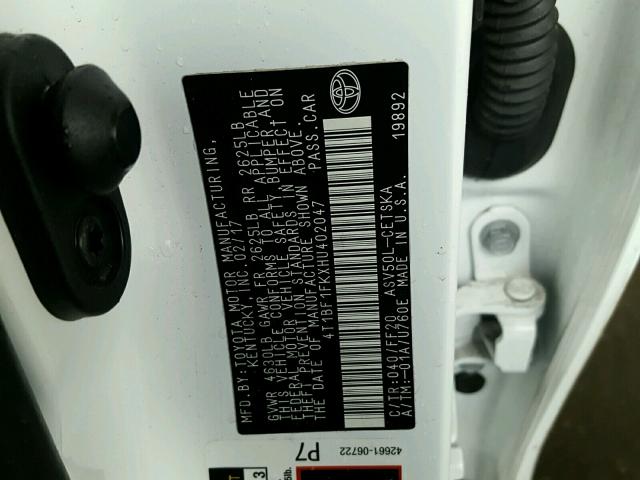 MFD.BY:TOYOTA MOTOR MANUFACTURING,
KENTUCKY, INC. 02/17
GVWR 4630LB GAWR FR 2625LB RR 2625LB
THIS VEHICLE CONFORMS TO ALL APPLICABLE
FEDERAL MOTOR VEHICLE SAFETY, BUMPER AND
THEFT PREVENTION STANDARDS IN EFFECT ON
THE DATE OF MANUFACTURE SHOWN ABOVE.
4T1BF1FKXHU402047 PASS.CAR
C/TR:040/FF20 ASV50L-CETSKA
A/TM:-01A/U760E MADE IN U.S.A. 19892
42661-06722
P7
3